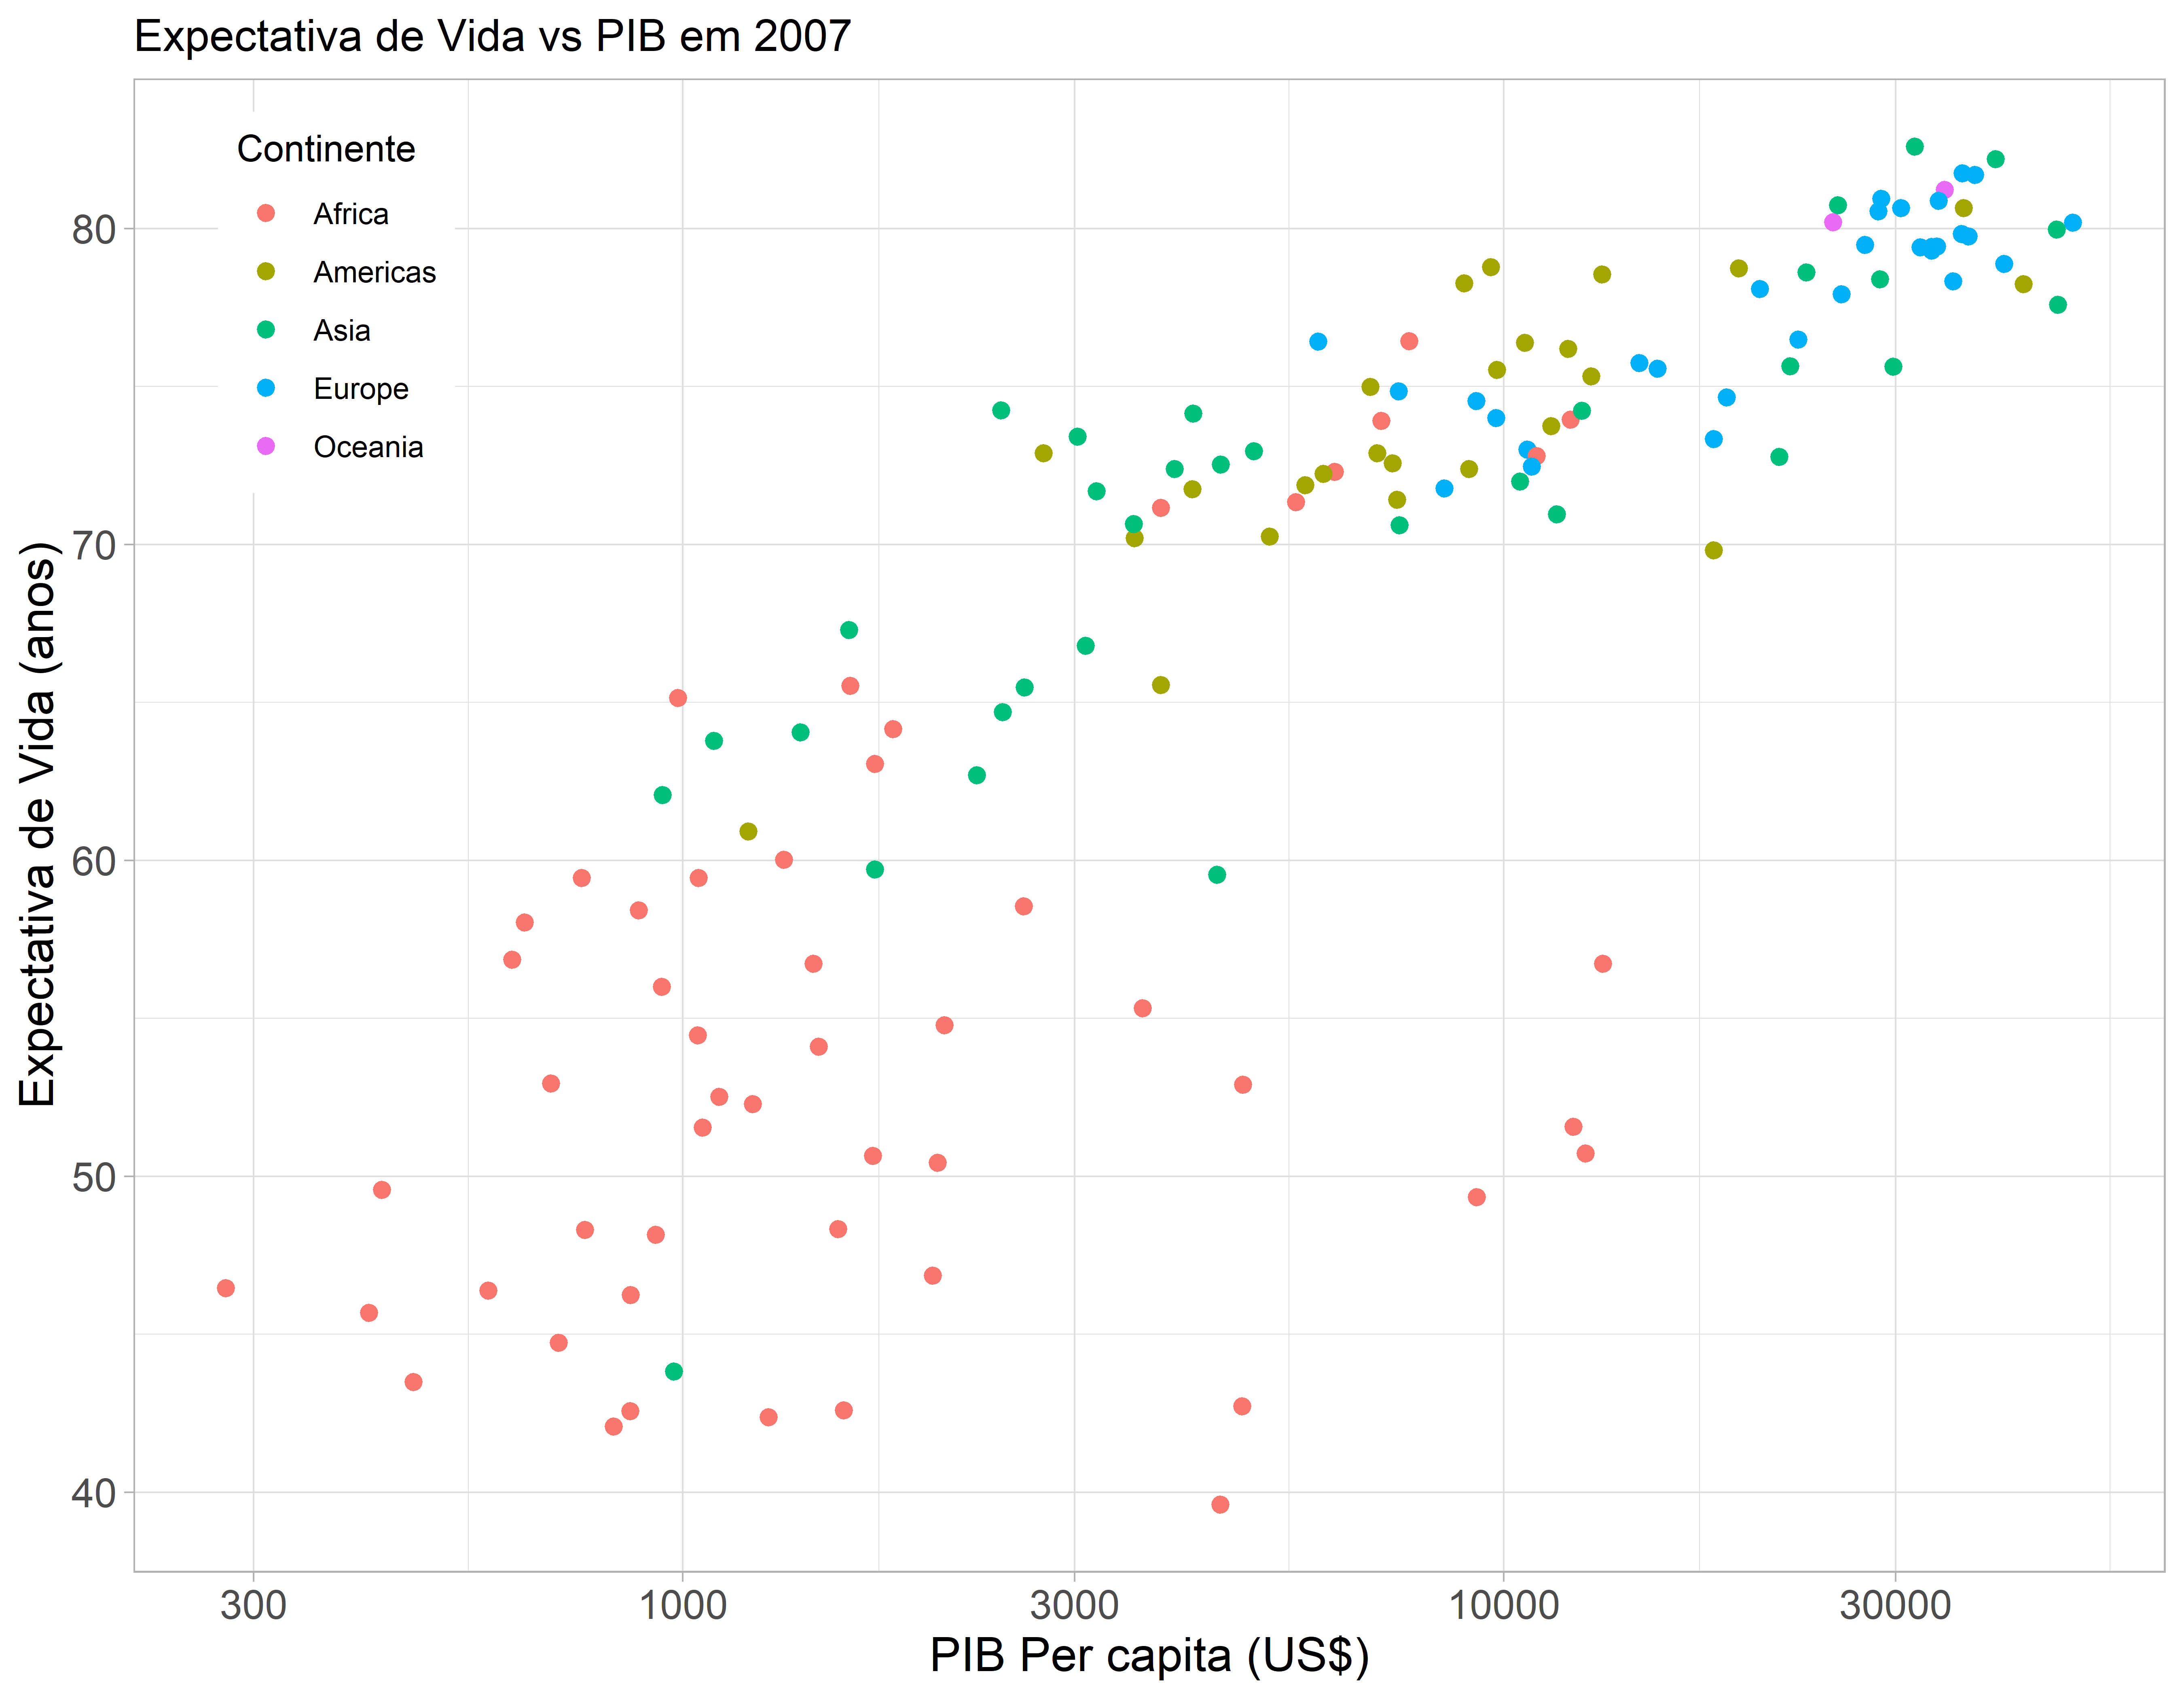 Expectativa de Vida vs PIB em 2007
Continente
Africa
Americas
Asia
Europe
Oceania
Expectativa de Vida (anos)
80
70
60
50
40
300
1000
3000
10000
30000
PIB Per capita (US$)